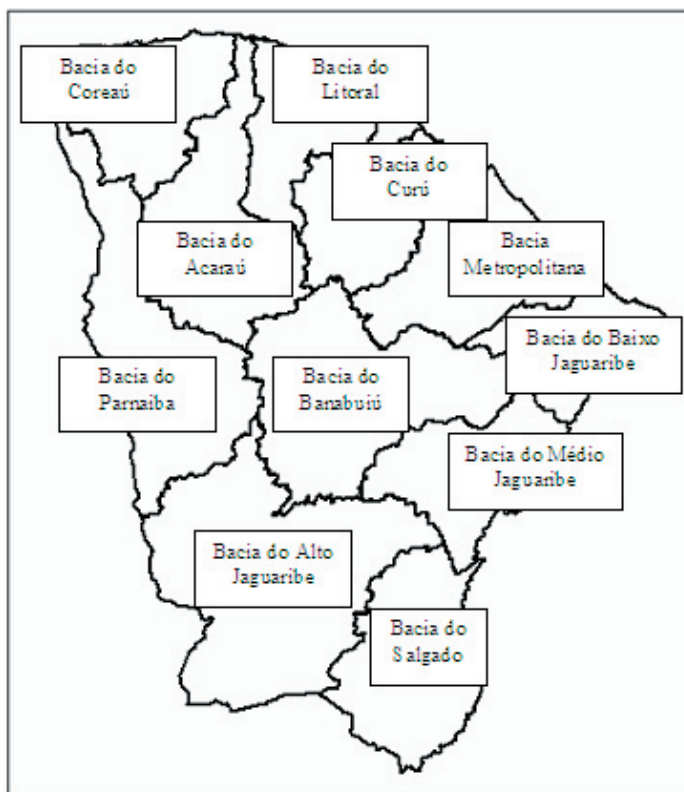 Bacia do
Coreaú
Bacia do
Litoral
Bacia do
Curú
Bacia do
Acaraú
Bacia
Metropolitana
Bacia do Baixo
Jaguaribe
Bacia do
Parnaiba
Bacia do
Banabuiú
Bacia do Médio
Jaguaribe
Bacia do Alto
Jaguaribe
Bacia do
Salgado